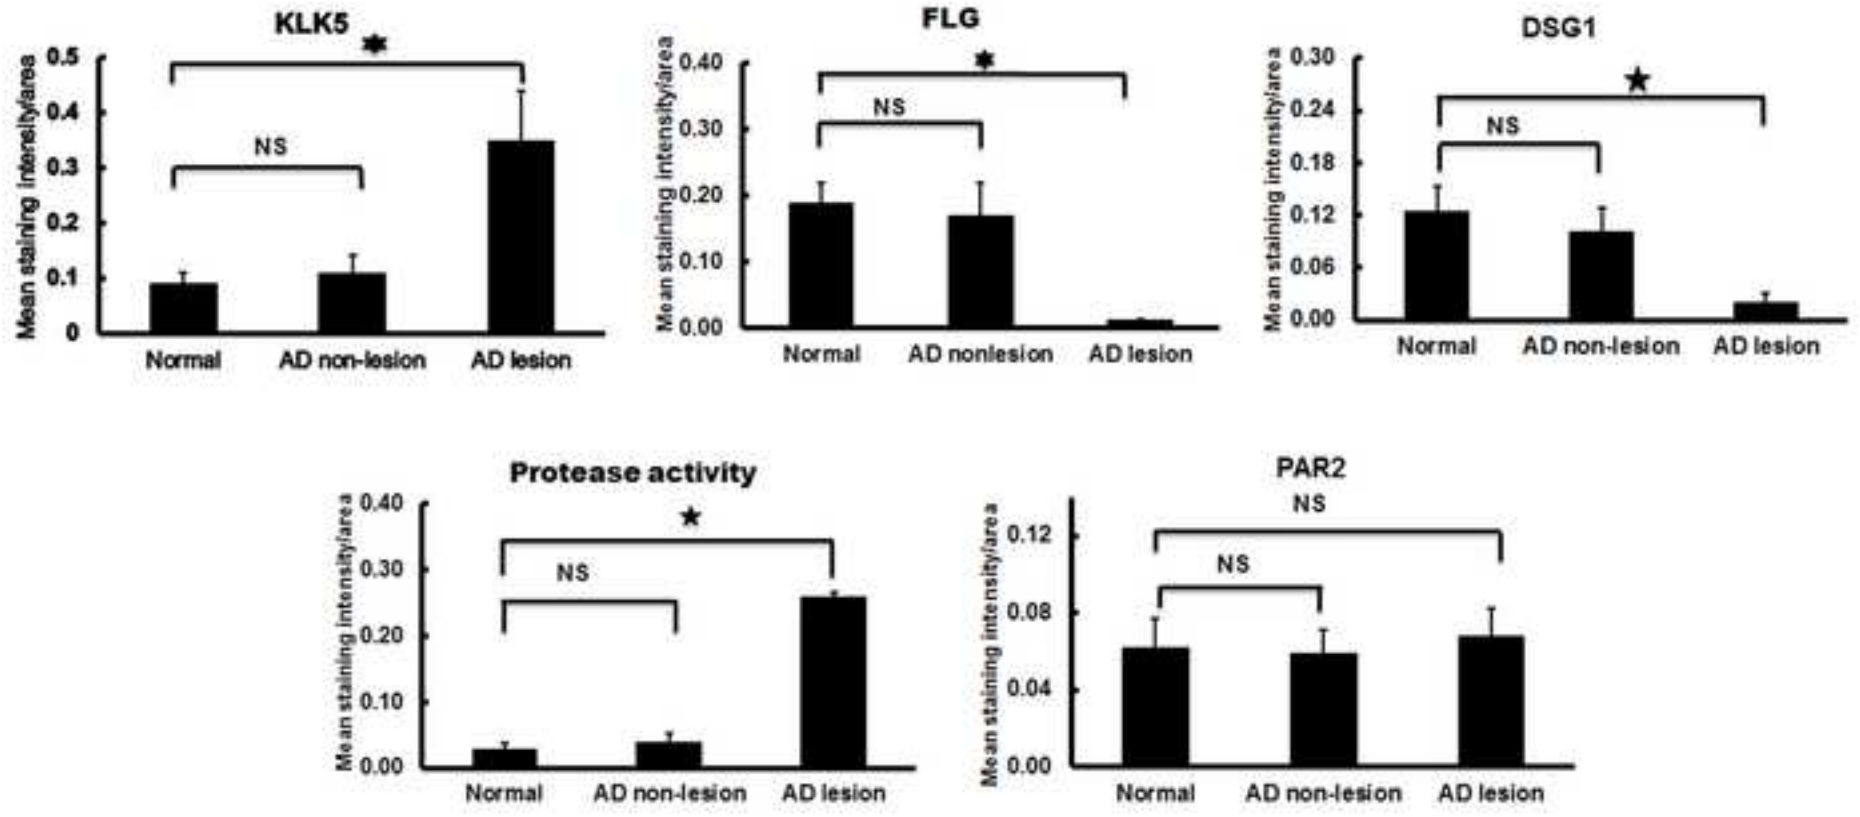 KLK5
Mean staining intensity/area
0.5
0.4
0.3
0.2
0.1
0
*
NS
Normal
AD non-lesion
AD lesion
FLG
Mean staining intensity/area
0.40
0.30
0.20
0.10
0.00
*
NS
Normal
AD nonlesion
AD lesion
DSG1
Mean staining intensity/area
0.30
0.24
0.18
0.12
0.06
0.00
★
NS
Normal
AD non-lesion
AD lesion
Protease activity
Mean staining intensity/area
0.40
0.30
0.20
0.10
0.00
★
NS
Normal
AD non-lesion
AD lesion
PAR2
Mean staining intensity/area
0.12
0.08
0.04
0.00
NS
NS
Normal
AD non-lesion
AD lesion